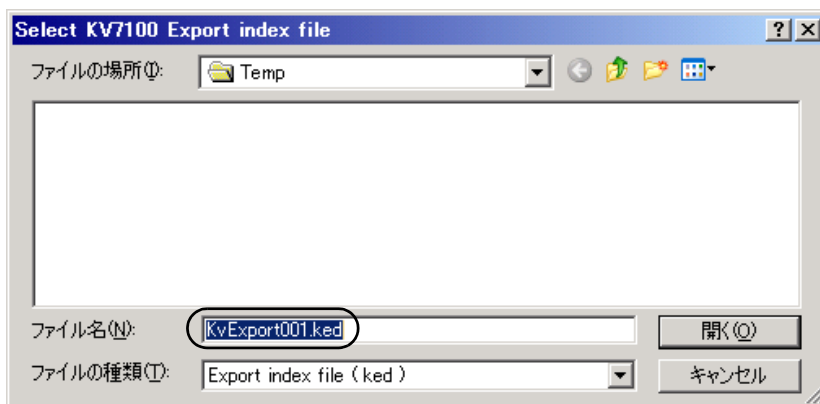 Select KV7100 Export index file
ファイルの場所(I):
Temp
ファイル名(N):
KvExport001.ked
開く(O)
ファイルの種類(T):
Export index file ( ked )
キャンセル